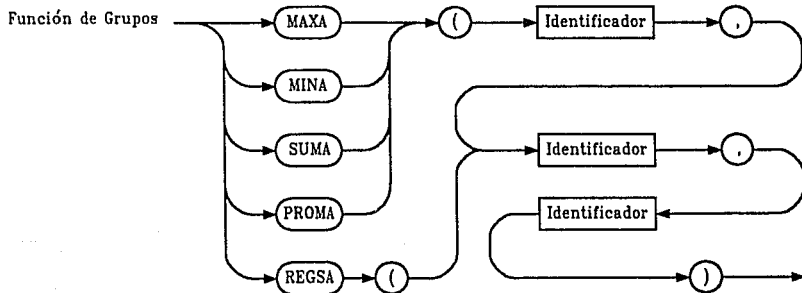 Función de Grupos MAXA ( Identificador ,
MINA
SUMA Identificador ,
PROMA Identificador
REGSA ( )